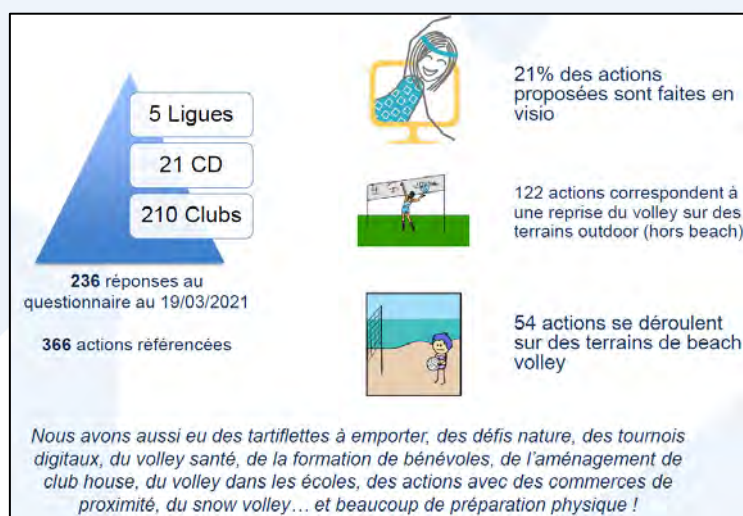 5 Ligues
21 CD
210 Clubs
236 réponses au
questionnaire au 19/03/2021
366 actions référencées
21% des actions
proposées sont faites en
visio
122 actions correspondent à
une reprise du volley sur des
terrains outdoor (hors beach)
54 actions se déroulent
sur des terrains de beach
volley
Nous avons aussi eu des tartiflettes à emporter, des défis nature, des tournois
digitaux, du volley santé, de la formation de bénévoles, de l'aménagement de
club house, du volley dans les écoles, des actions avec des commerces de
proximité, du snow volley… et beaucoup de préparation physique !